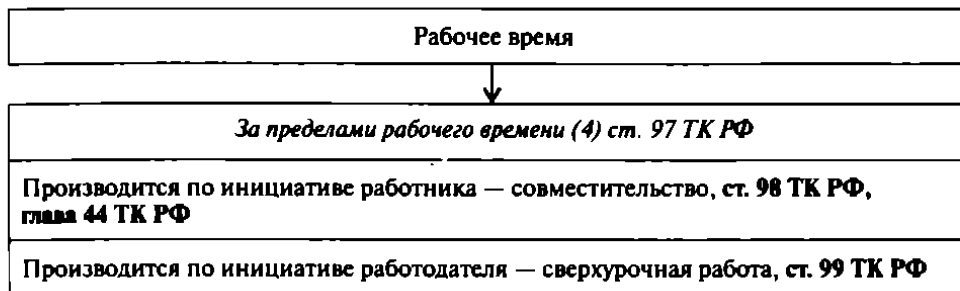 Рабочее время
За пределами рабочего времени (4) ст. 97 ТК РФ
Производится по инициативе работника — совместительство, ст. 98 ТК РФ,
глава 44 ТК РФ
Производится по инициативе работодателя — сверхурочная работа, ст. 99 ТК РФ